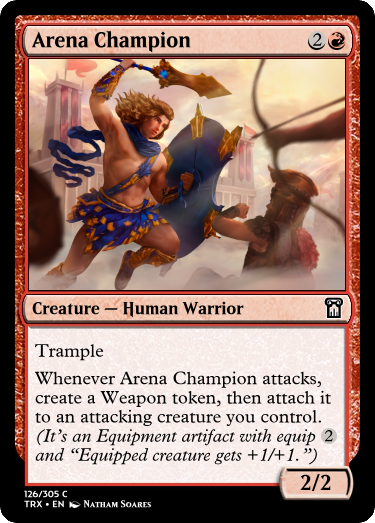 Arena Champion 2
Creature — Human Warrior
Trample
Whenever Arena Champion attacks,
create a Weapon token, then attach it
to an attacking creature you control.
(It's an Equipment artifact with equip 2
and “Equipped creature gets +1/+1.”)
2/2
126/305 C
TRX • EN Natham Soares